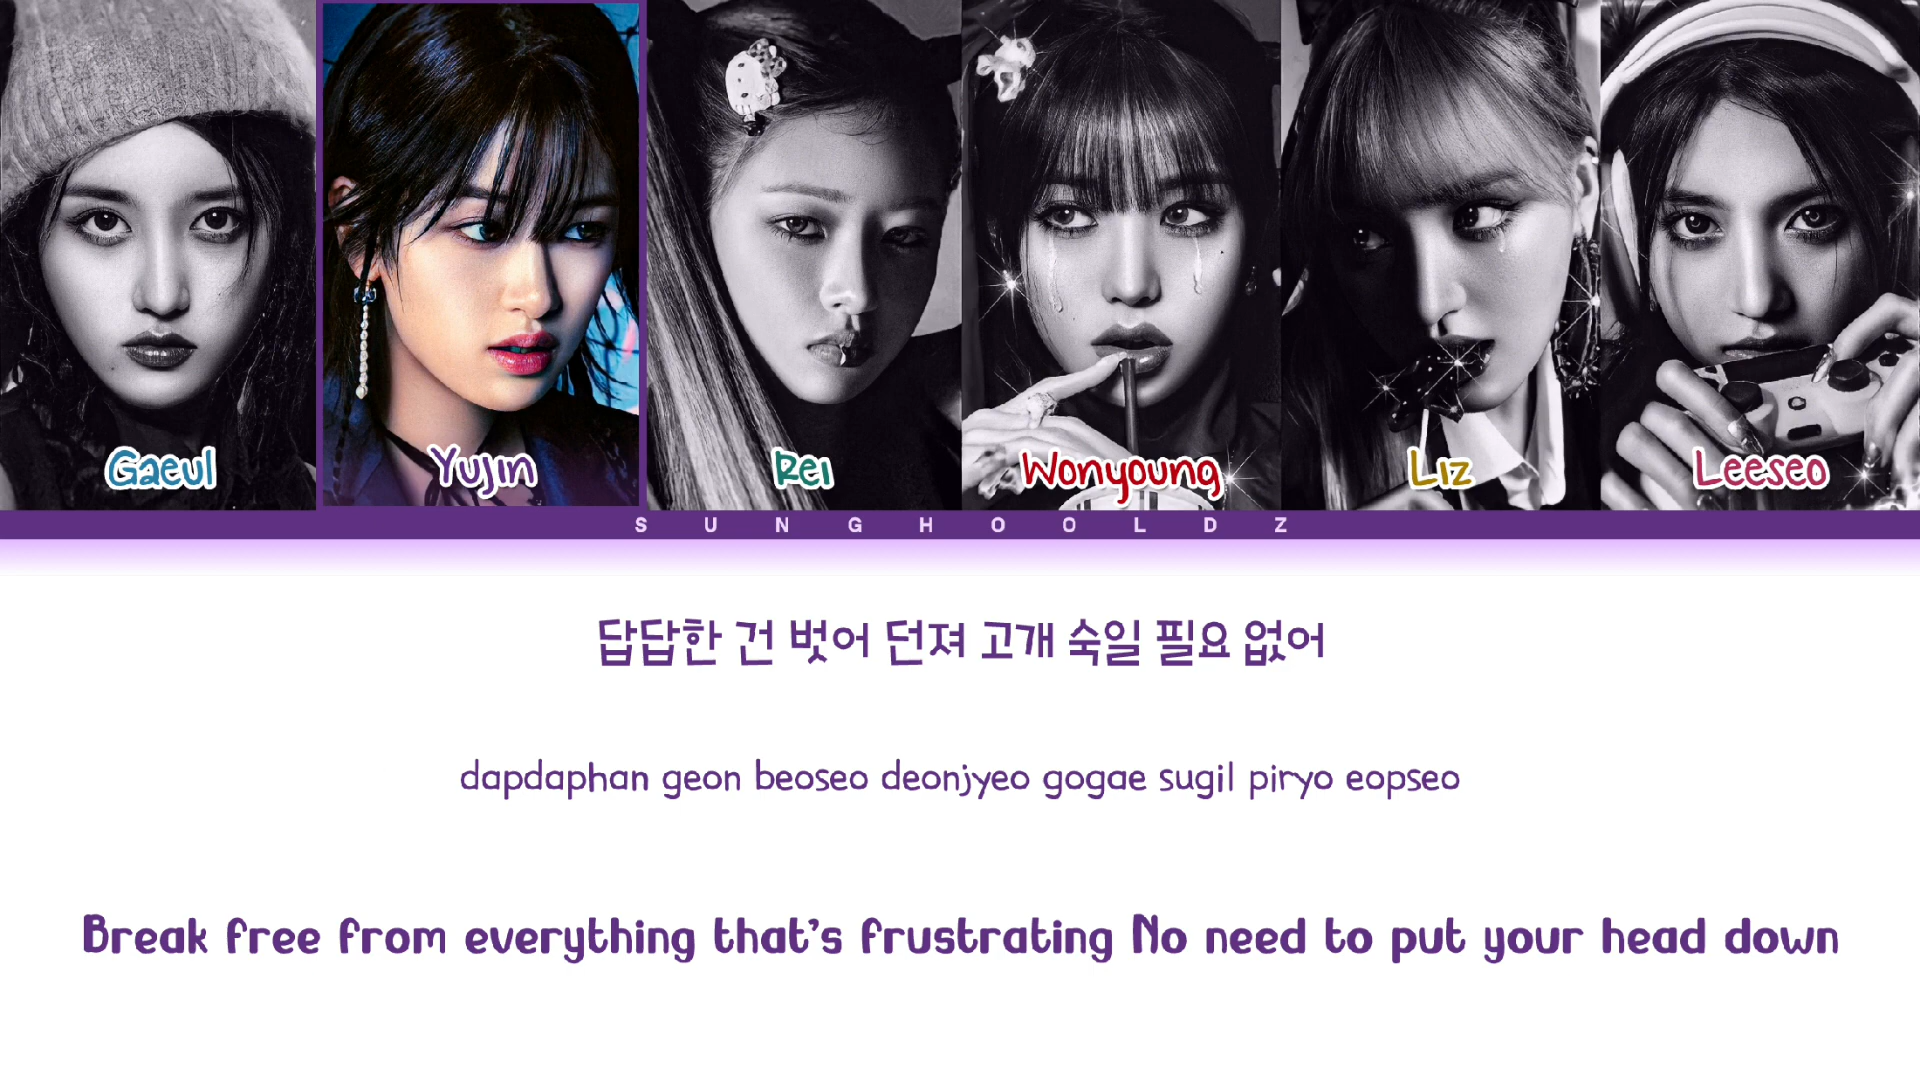 Gaeul Yujin Rei Wonyoung Liz Leeseo
SUNGHOOLDZ
답답한 건 벗어 던져 고개 숙일 필요 없어
dapdaphan geon beoseo deonjyeo gogae sugil piryo eopseo
Break free from everything that's frustrating No need to put your head down